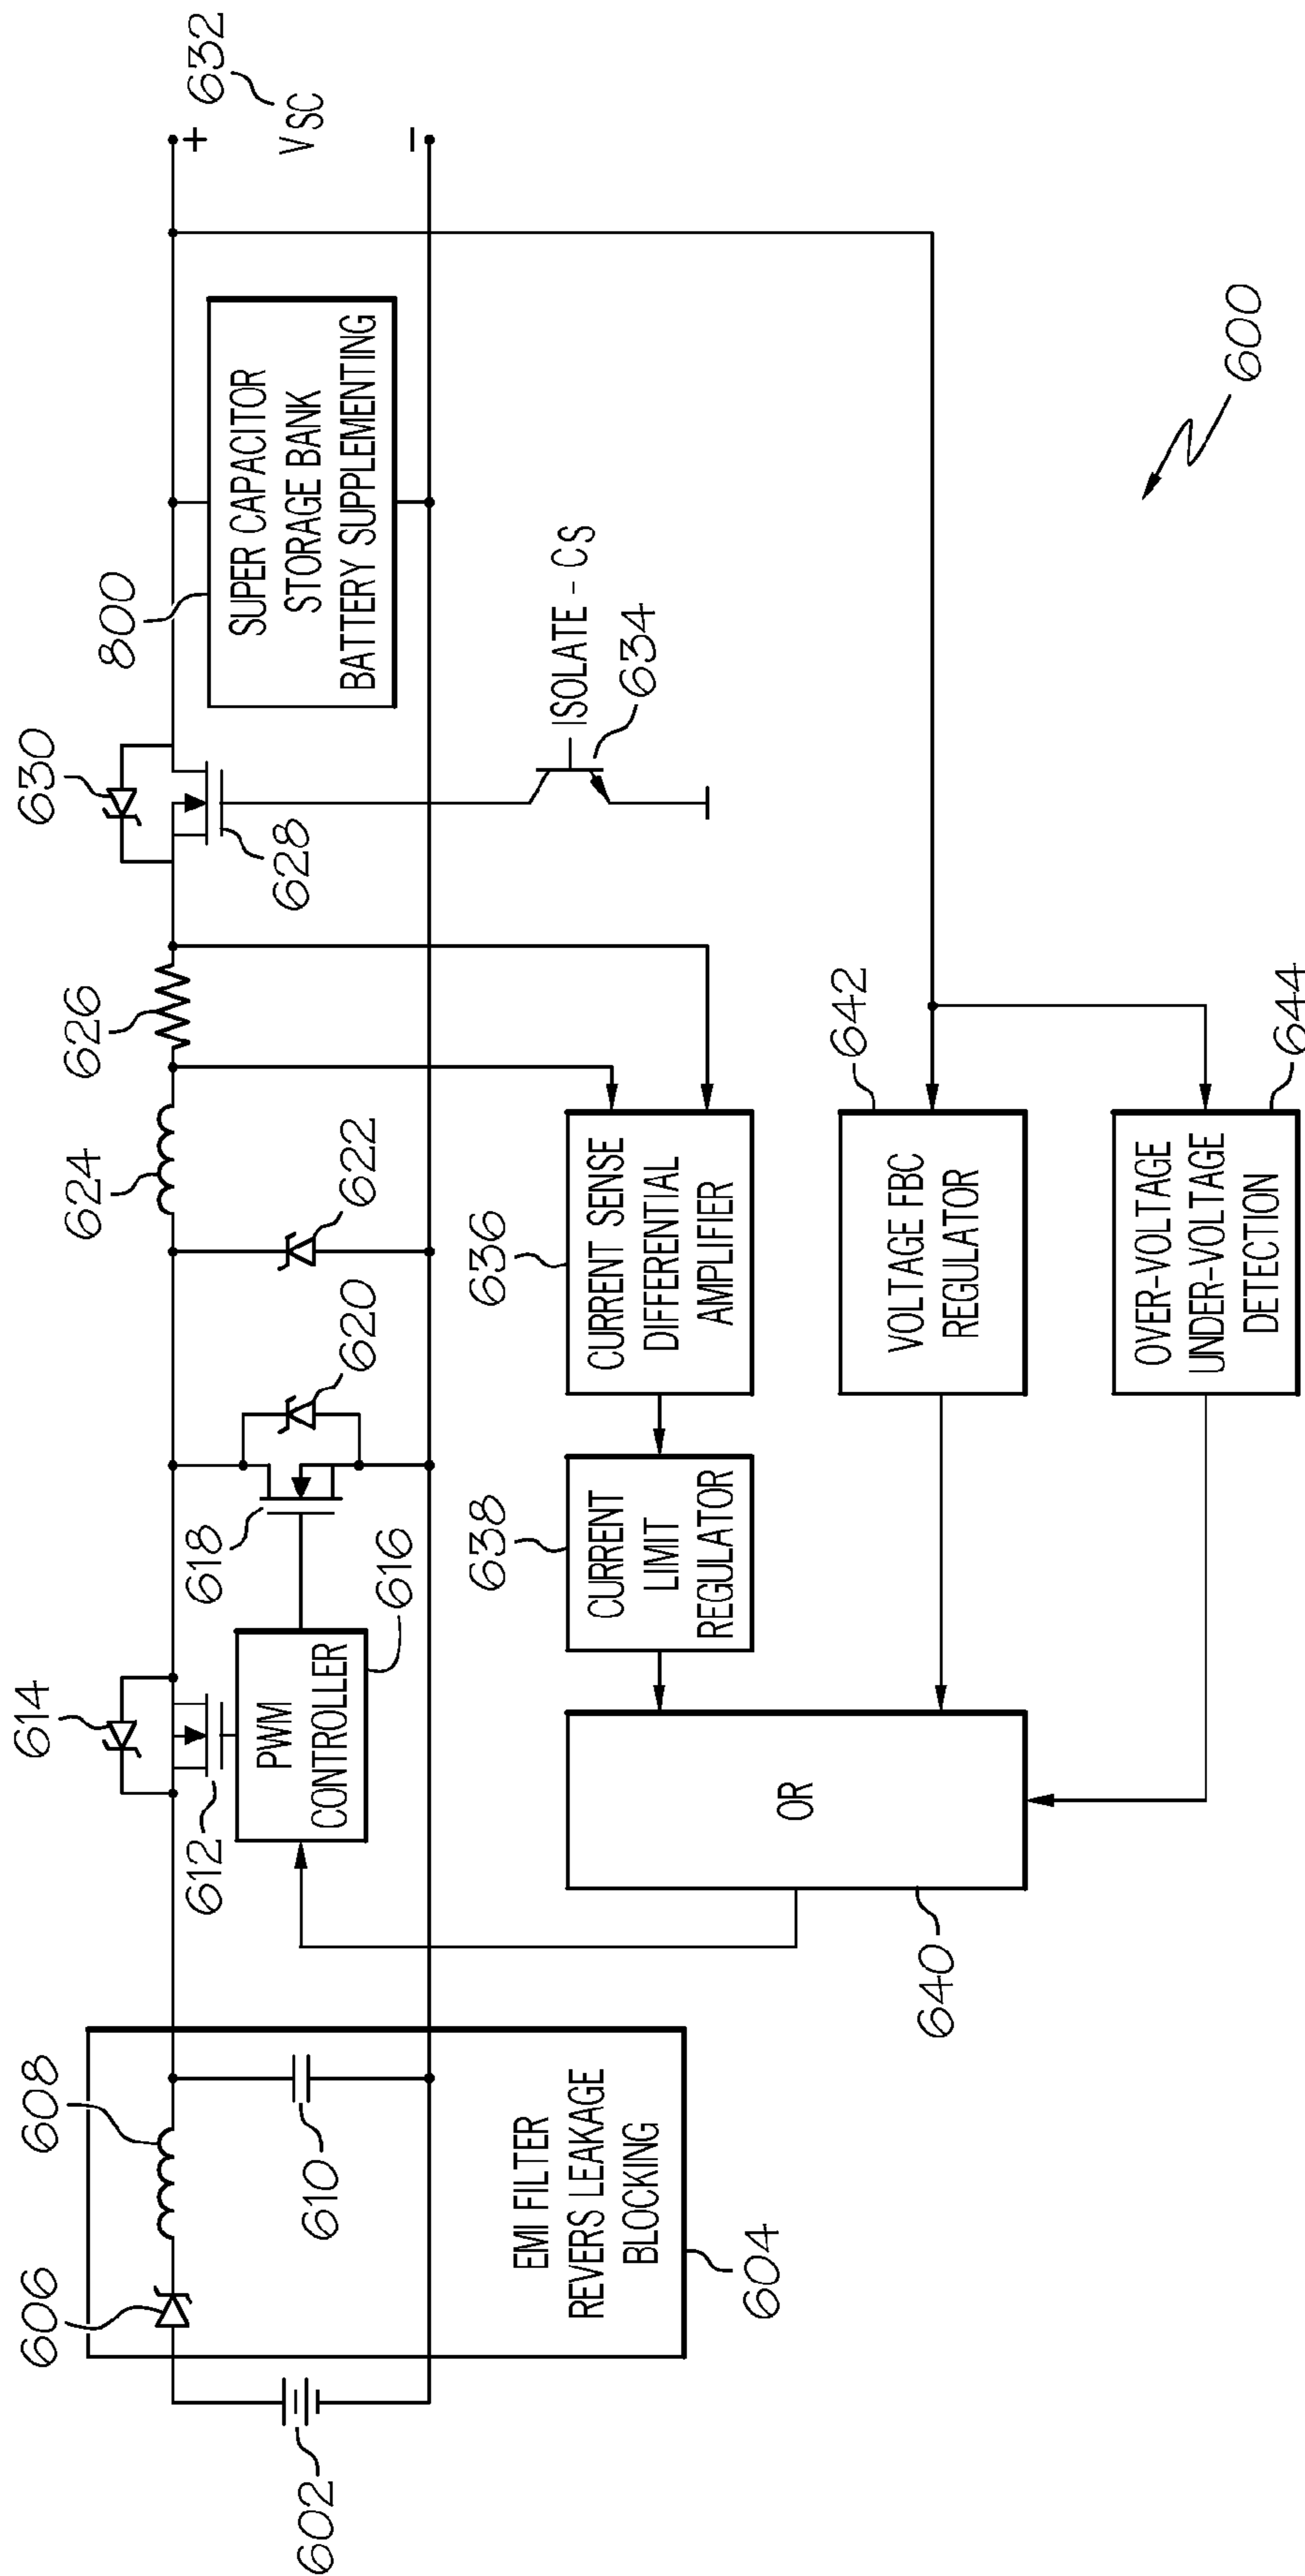 632
+
VSC
−
800
SUPER CAPACITOR
STORAGE BANK
BATTERY SUPPLEMENTING
630
628
ISOLATE - CS
634
626
624
622
620
618
616
614
612
PWM
CONTROLLER
608
606
610
EMI FILTER
REVERS LEAKAGE
BLOCKING
604
602
636
CURRENT SENSE
DIFFERENTIAL
AMPLIFIER
638
CURRENT
LIMIT
REGULATOR
642
VOLTAGE FBC
REGULATOR
644
OVER-VOLTAGE
UNDER-VOLTAGE
DETECTION
OR
640
600